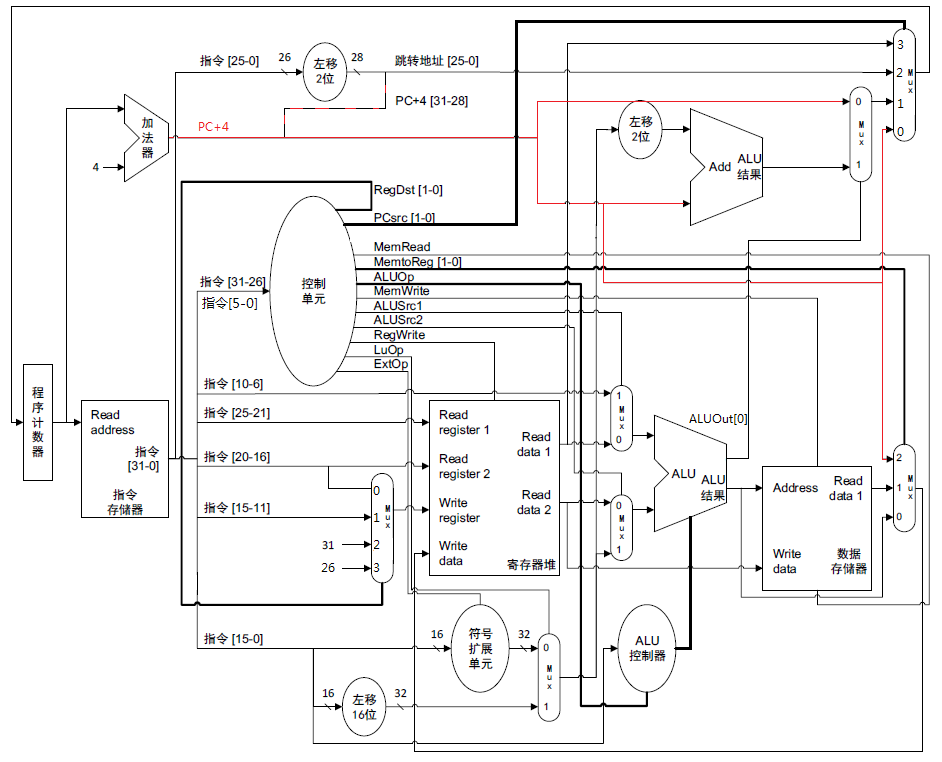 指令 [25-0]
26
左移
2位
28
跳转地址 [25-0]
PC+4 [31-28]
PC+4
加
法
器
4
左移
2位
Add
ALU
结果
0
Mux
1
3
2
1
0
Mux
RegDst [1-0]
PCsrc [1-0]
MemRead
MemtoReg [1-0]
ALUOp
MemWrite
ALUSrc1
ALUSrc2
RegWrite
LuOp
ExtOp
控制
单元
指令 [31-26]
指令[5-0]
指令 [10-6]
指令 [25-21]
指令 [20-16]
指令 [15-11]
31
26
指令 [15-0]
程
序
计
数
器
Read
address
指令
[31-0]
指令
存储器
0
1
2
3
Mux
Read
register 1
Read
register 2
Write
register
Write
data
Read
data 1
Read
data 2
寄存器堆
1
Mux
0
0
Mux
1
ALUOut[0]
ALU
ALU
结果
Address
Read
data 1
Write
data
数据
存储器
2
1
0
Mux
16
符号
扩展
单元
32
0
Mux
1
16
左移
16位
32
ALU
控制器